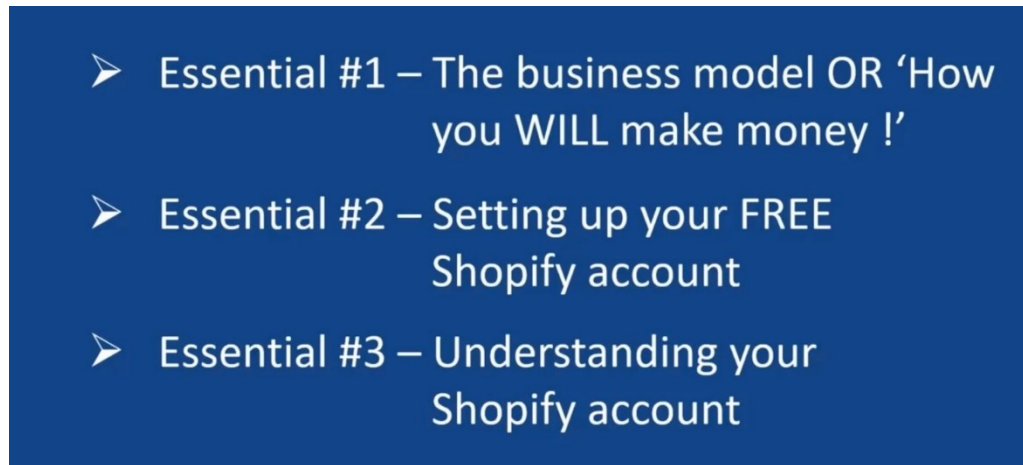 ➢ Essential #1 – The business model OR ‘How
you WILL make money !’
➢ Essential #2 – Setting up your FREE
Shopify account
➢ Essential #3 – Understanding your
Shopify account